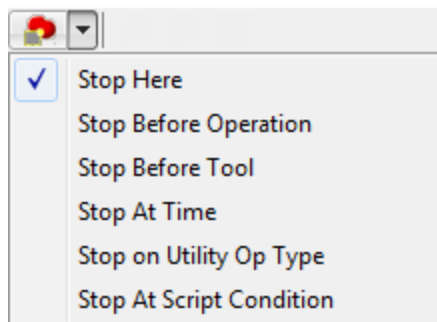 Stop Here
Stop Before Operation
Stop Before Tool
Stop At Time
Stop on Utility Op Type
Stop At Script Condition